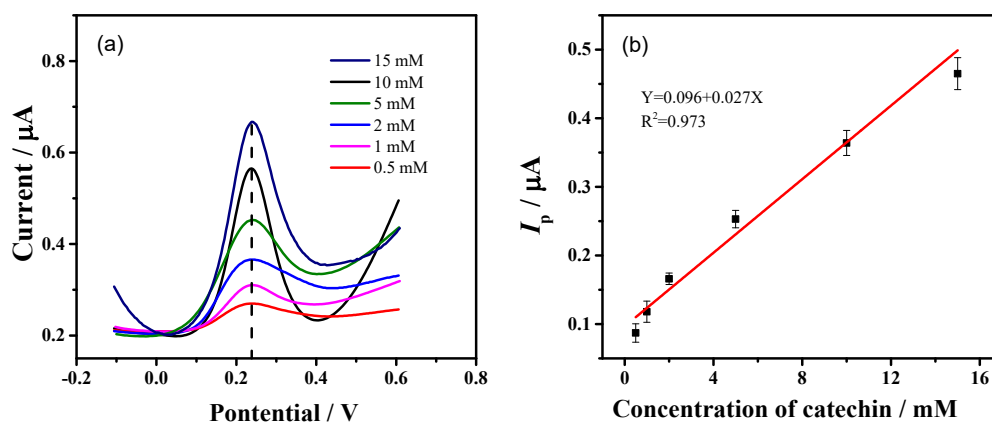 (a)
15 mM
10 mM
5 mM
2 mM
1 mM
0.5 mM
0.8
0.6
0.4
0.2
Current / μA
-0.2
0.0
0.2
0.4
0.6
0.8
Pontential / V
(b)
Y=0.096+0.027X
R²=0.973
0.5
0.4
0.3
0.2
0.1
Ip / μA
0
4
8
12
16
Concentration of catechin / mM